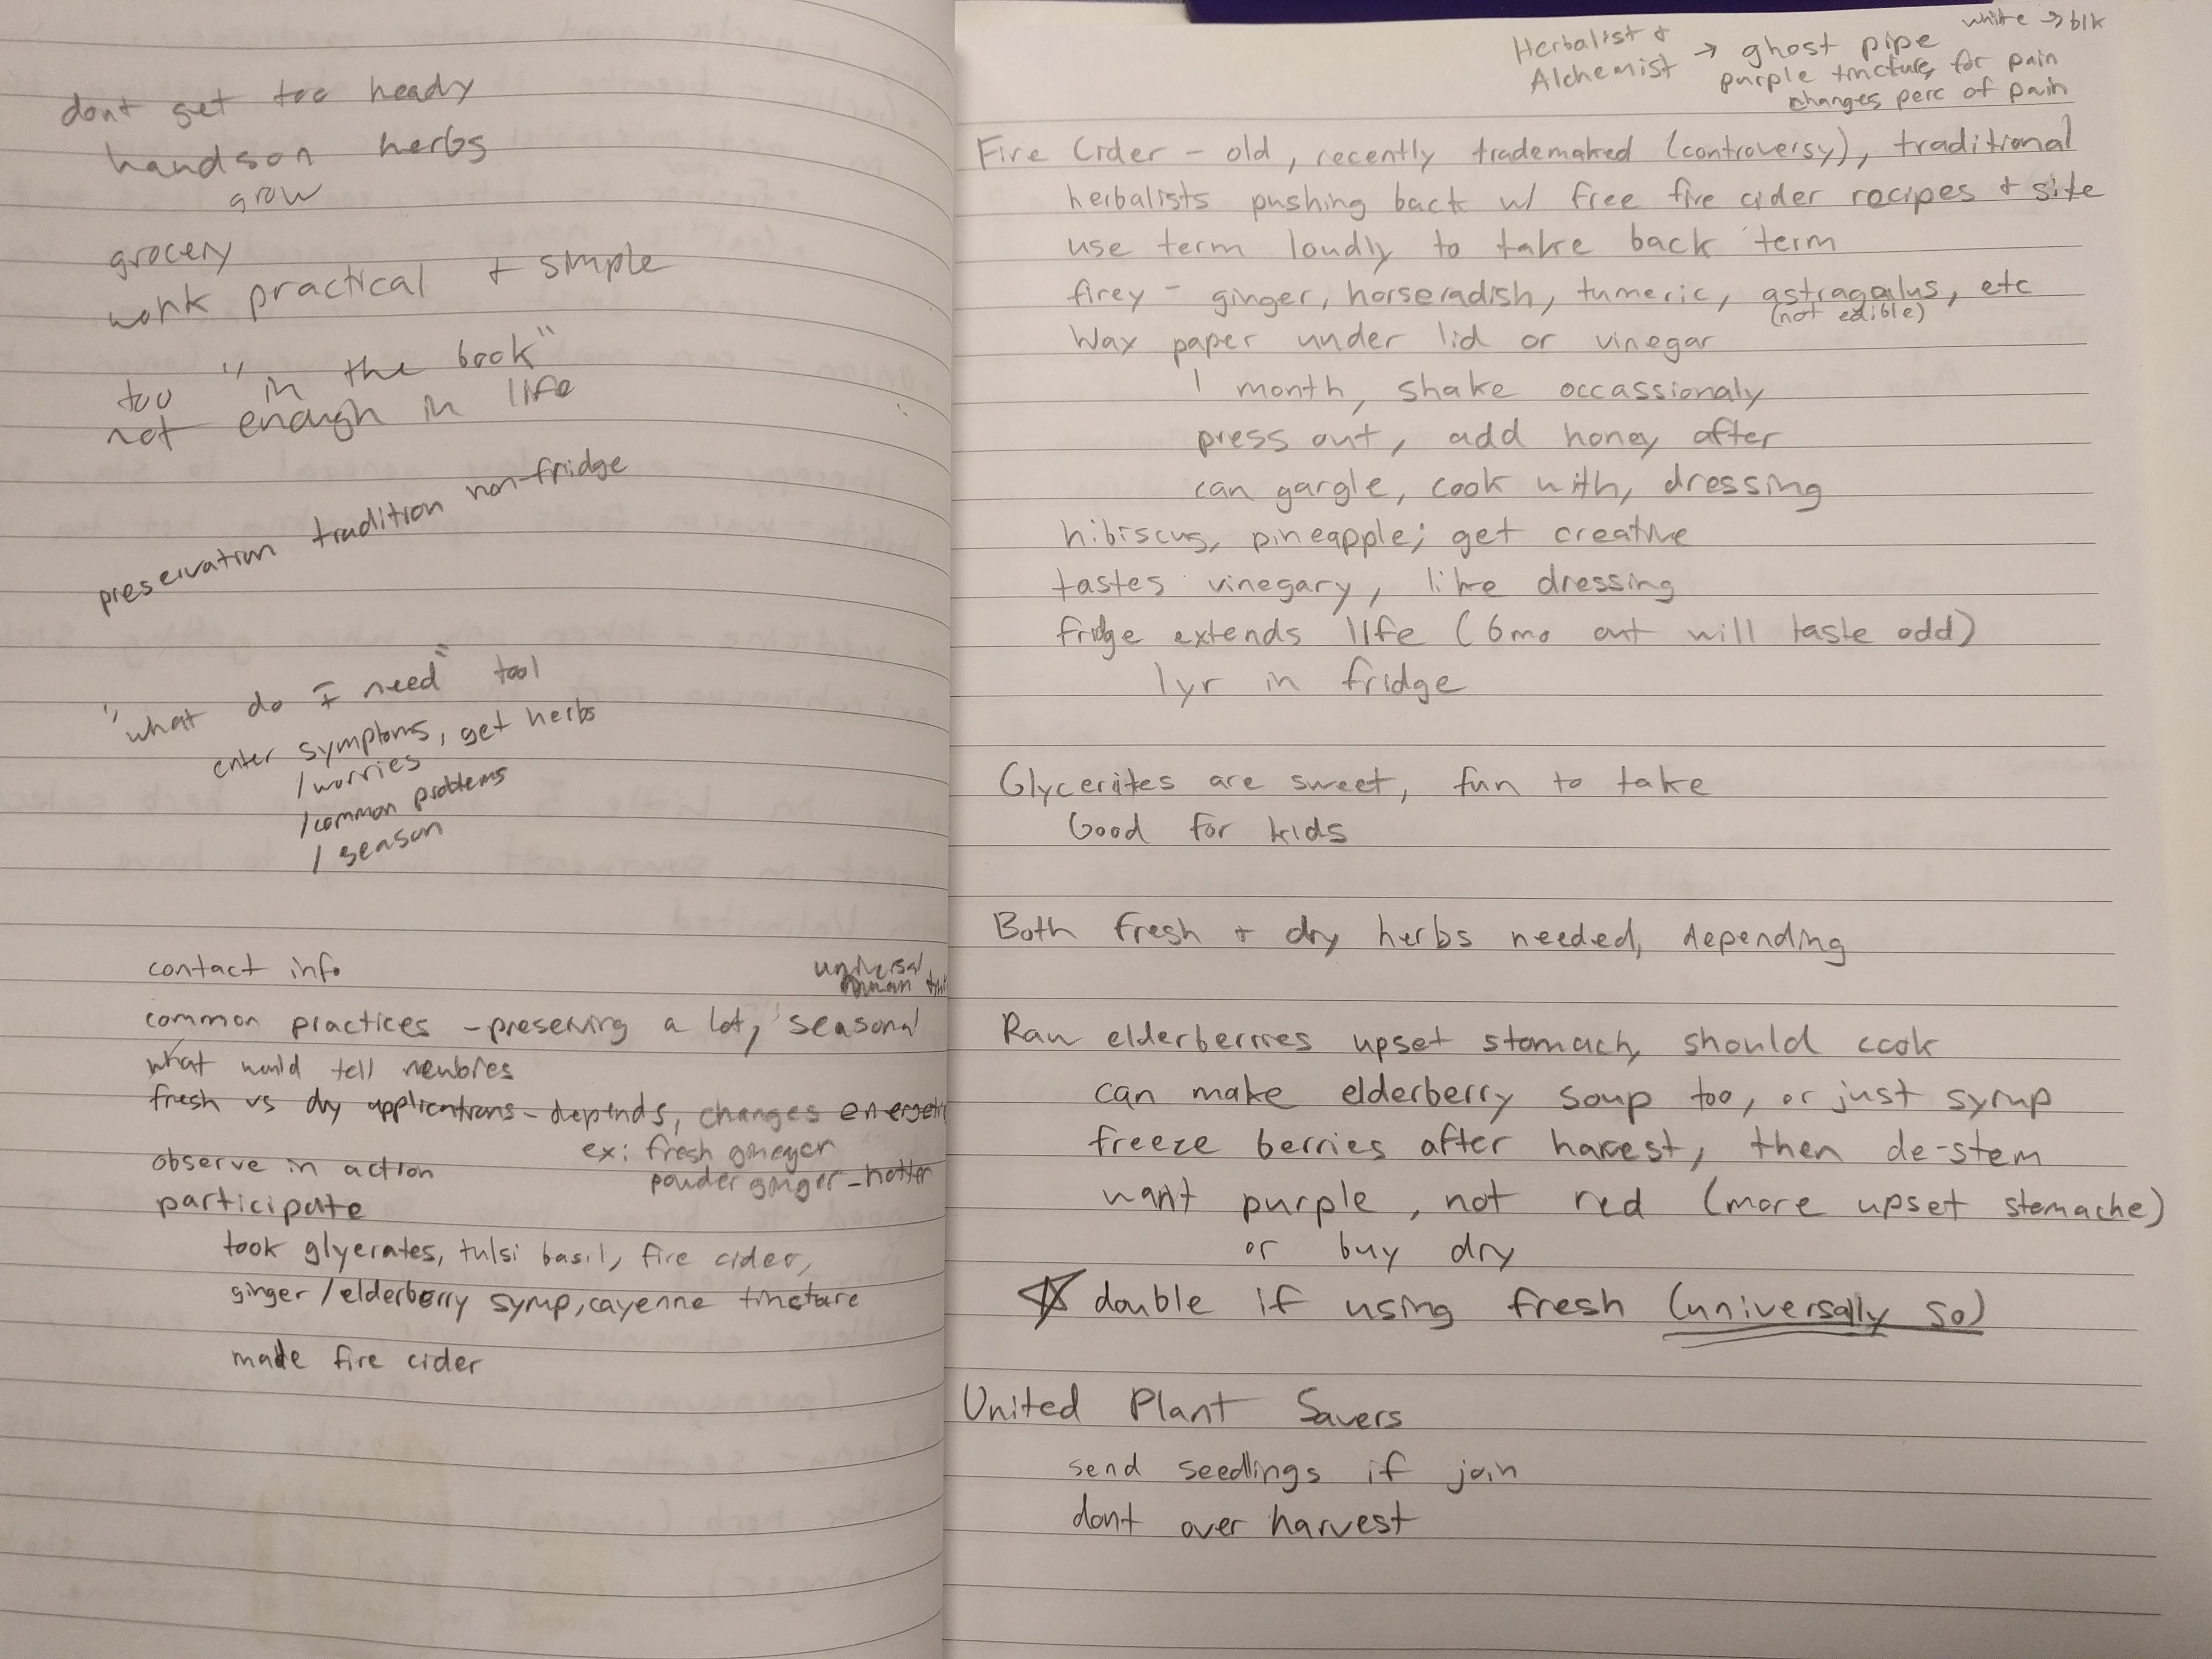 dont get too heady
handson herbs
grow
grocery
work practical + simple
too "in the book"
not enough in life
preservation tradition non-fridge
"what do I need" tool
enter symptoms, get herbs
/worries
/common problems
/season
contact info
universal
human
common practices - preserving a lot, seasonal
what would tell newbies
fresh vs dry applications - depends, changes energeti
ex: fresh ginger
observe in action
powder ginger - hotter
participate
took glyerates, tulsi basil, fire cider,
ginger/elderberry syrup, cayenne tincture
made fire cider
Herbalist + Alchemist → ghost pipe white → blk
purple tincture, for pain
changes perc of pain
Fire Cider - old, recently trademaked (controversy), traditional
herbalists pushing back w/ free fire cider recipes + site
use term loudly to take back term
firey - ginger, horseradish, tumeric, astragalus, etc
(not edible)
Wax paper under lid or vinegar
1 month, shake occassionaly
press out, add honey after
can gargle, cook with, dressing
hibiscus, pineapple; get creative
tastes vinegary, like dressing
fridge extends life (6mo out will taste odd)
1yr in fridge
Glycerites are sweet, fun to take
Good for kids
Both fresh + dry herbs needed, depending
Raw elderberries upset stomach, should cook
can make elderberry soup too, or just syrup
freeze berries after harvest, then de-stem
want purple, not red (more upset stomache)
or buy dry
☆ double if using fresh (universally so)
United Plant Savers
send seedlings if join
dont over harvest